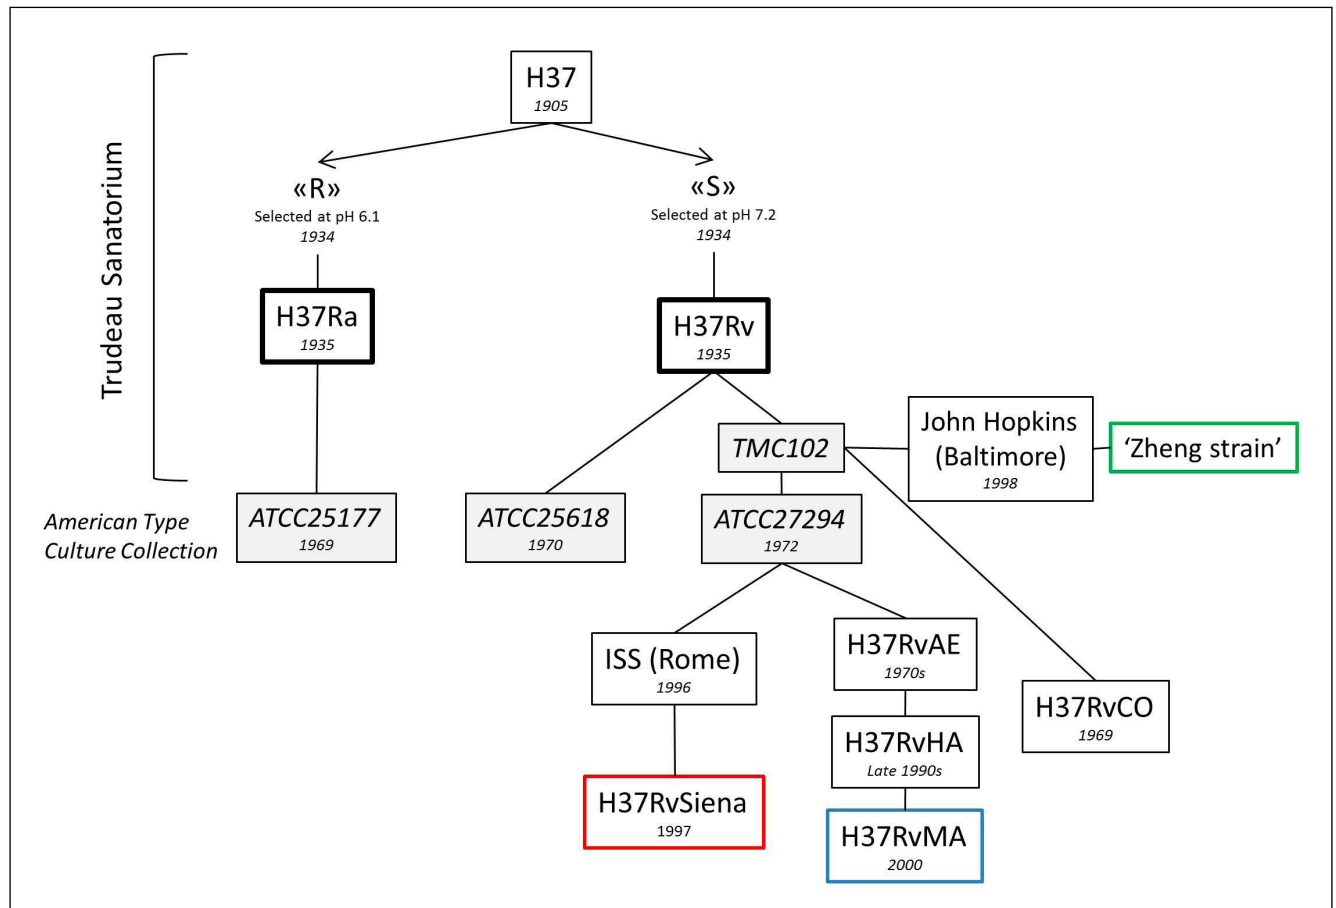 H37
1905
Trudeau Sanatorium
«R»
Selected at pH 6.1
1934
«S»
Selected at pH 7.2
1934
H37Ra
1935
H37Rv
1935
TMC102
John Hopkins
(Baltimore)
1998
‘Zheng strain’
American Type
Culture Collection
ATCC25177
1969
ATCC25618
1970
ATCC27294
1972
ISS (Rome)
1996
H37RvAE
1970s
H37RvCO
1969
H37RvHA
Late 1990s
H37RvSiena
1997
H37RvMA
2000